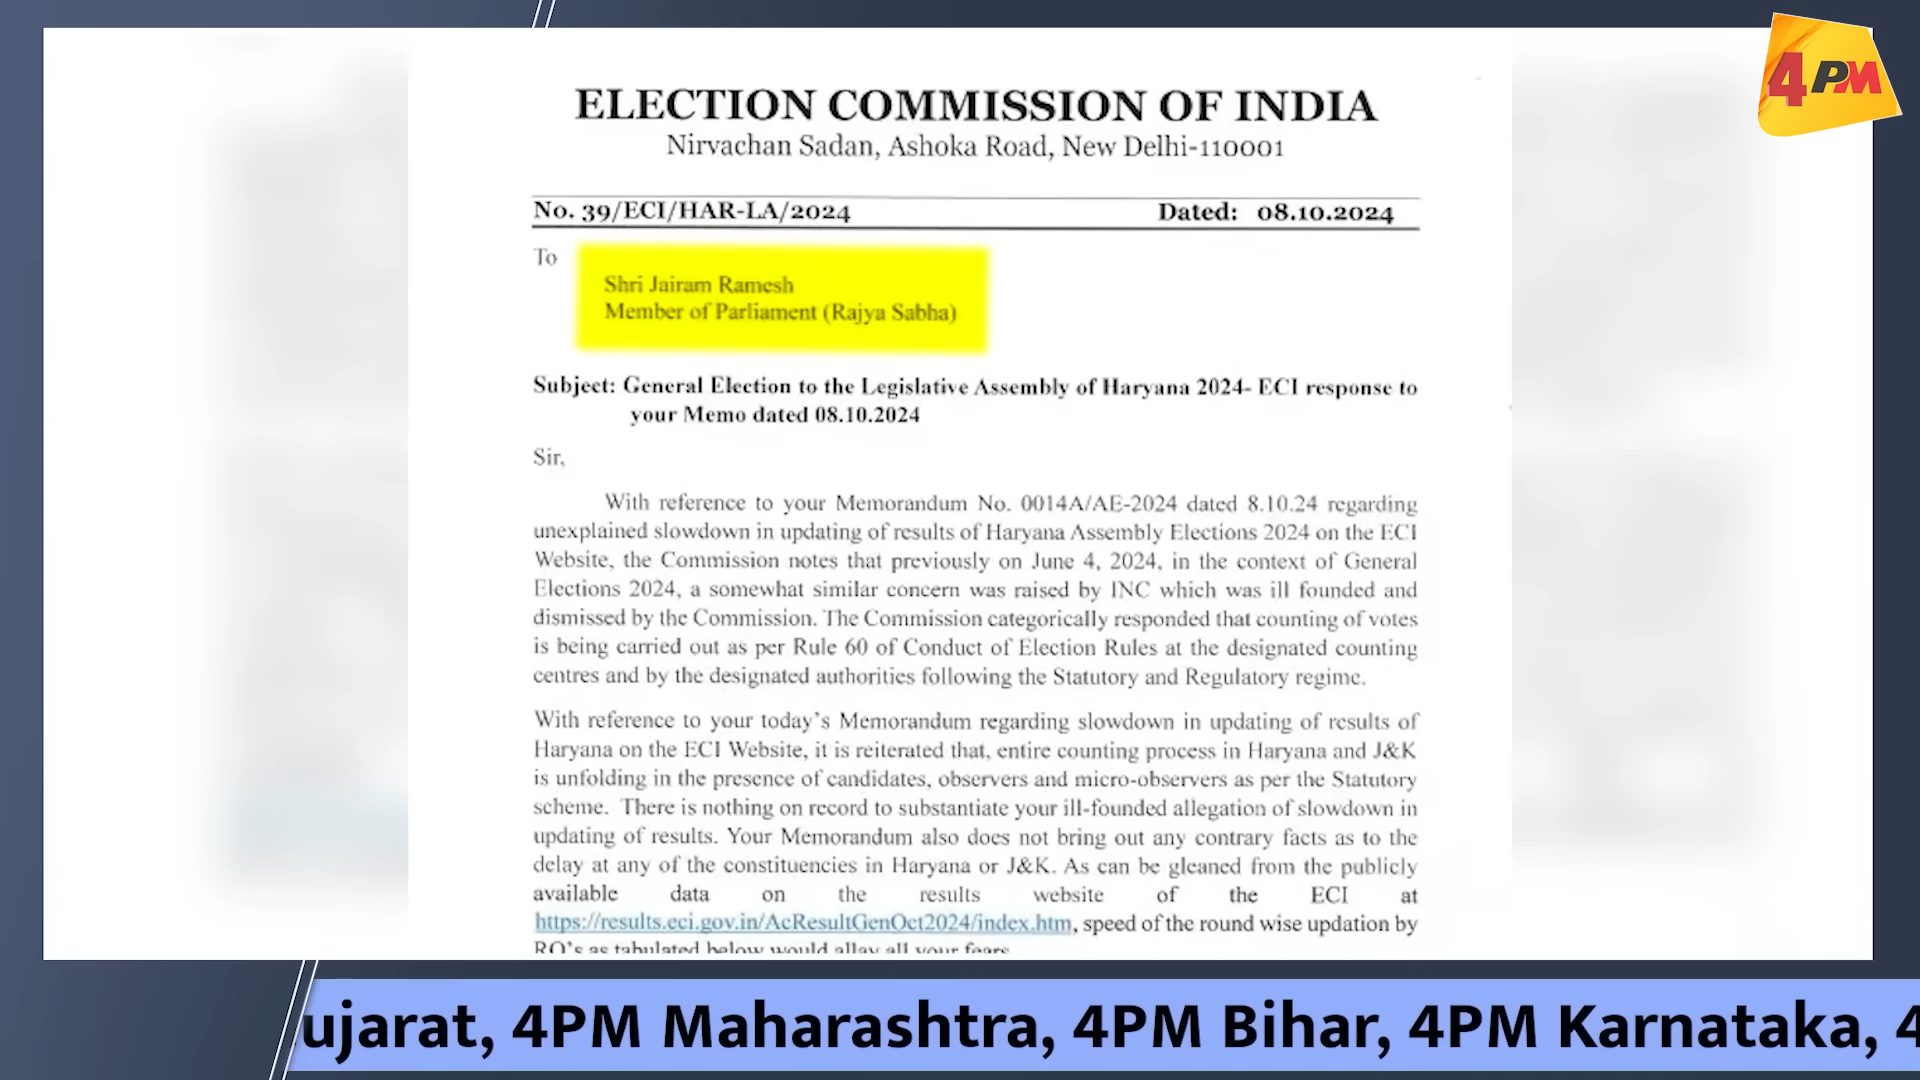 4PM
ELECTION COMMISSION OF INDIA
Nirvachan Sadan, Ashoka Road, New Delhi-110001
No. 39/ECI/HAR-LA/2024 Dated: 08.10.2024
To
Shri Jairam Ramesh
Member of Parliament (Rajya Sabha)
Subject: General Election to the Legislative Assembly of Haryana 2024- ECI response to
your Memo dated 08.10.2024
Sir,
With reference to your Memorandum No. 0014A/AE-2024 dated 8.10.24 regarding
unexplained slowdown in updating of results of Haryana Assembly Elections 2024 on the ECI
Website, the Commission notes that previously on June 4, 2024, in the context of General
Elections 2024, a somewhat similar concern was raised by INC which was ill founded and
dismissed by the Commission. The Commission categorically responded that counting of votes
is being carried out as per Rule 60 of Conduct of Election Rules at the designated counting
centres and by the designated authorities following the Statutory and Regulatory regime.
With reference to your today's Memorandum regarding slowdown in updating of results of
Haryana on the ECI Website, it is reiterated that, entire counting process in Haryana and J&K
is unfolding in the presence of candidates, observers and micro-observers as per the Statutory
scheme. There is nothing on record to substantiate your ill-founded allegation of slowdown in
updating of results. Your Memorandum also does not bring out any contrary facts as to the
delay at any of the constituencies in Haryana or J&K. As can be gleaned from the publicly
available data on the results website of the ECI at
https://results.eci.gov.in/AcResultGenOct2024/index.htm, speed of the round wise updation by
RO's as tabulated below would allay all your fears
ujarat, 4PM Maharashtra, 4PM Bihar, 4PM Karnataka, 4